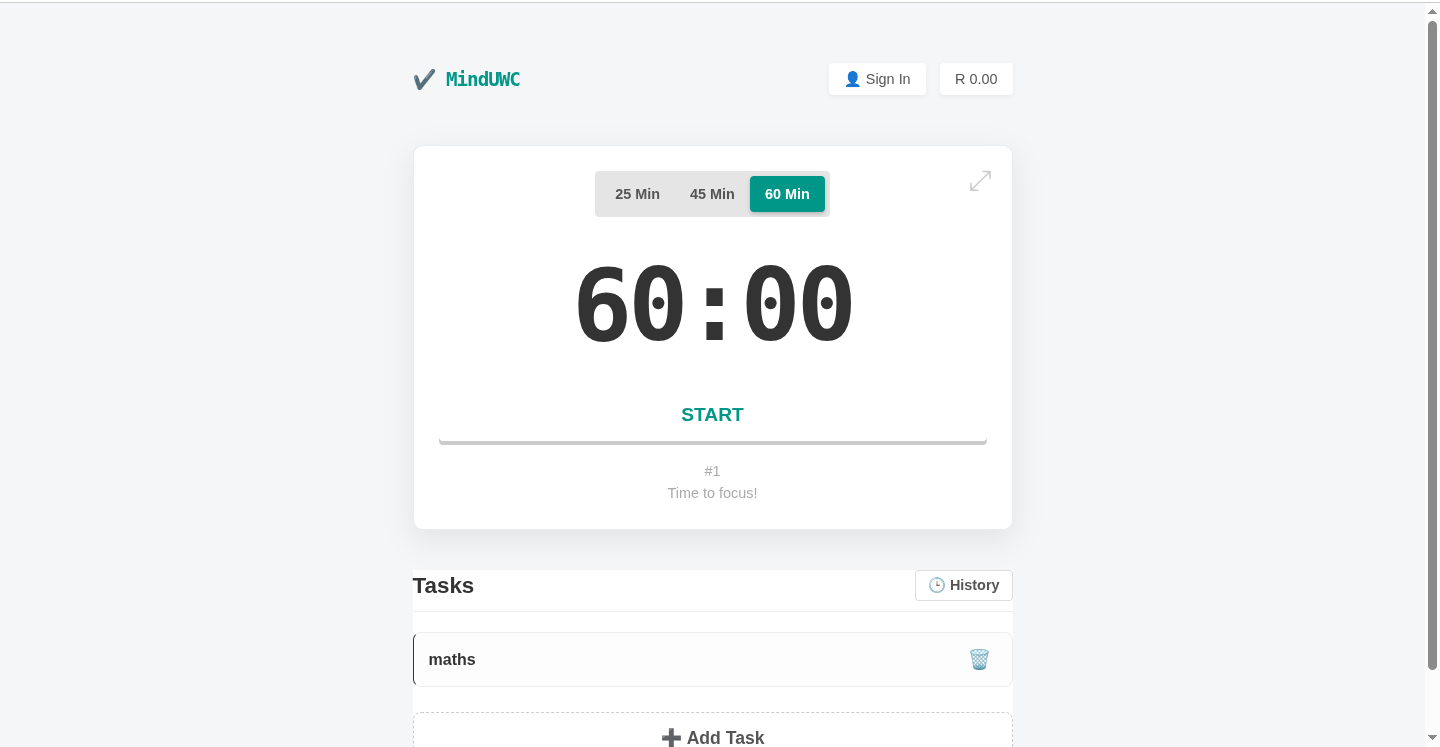 ✔️ MindUWC
👤 Sign In
R 0.00
25 Min 45 Min 60 Min
60:00
START
#1
Time to focus!
Tasks
🕒 History
maths
➕ Add Task